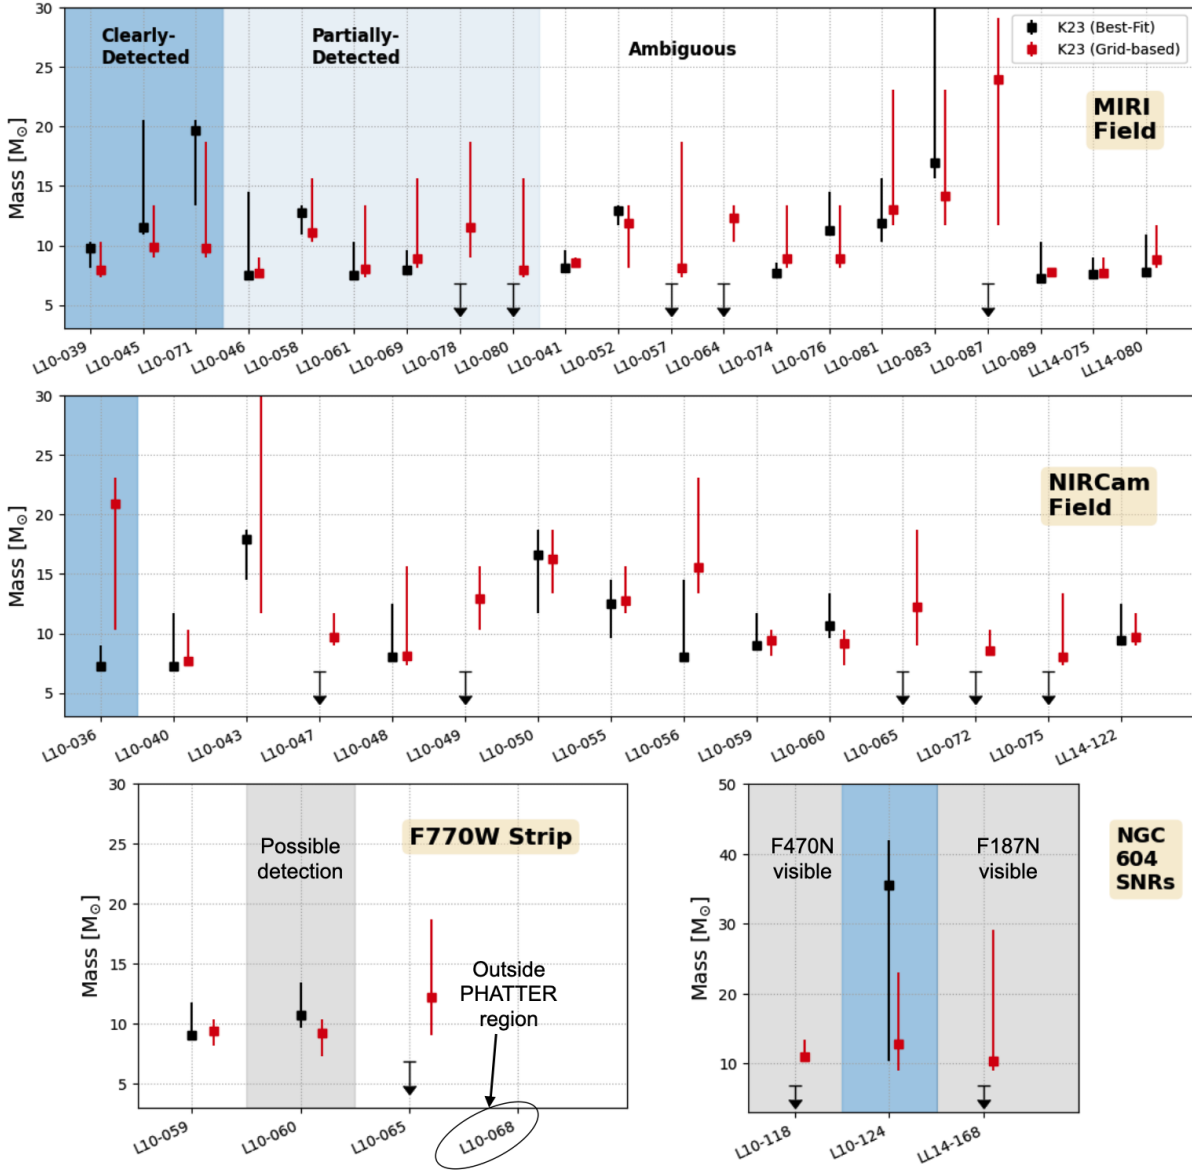 30
25
20
15
10
5
Mass [M⊙]
Clearly-
Detected
Partially-
Detected
Ambiguous
K23 (Best-Fit)
K23 (Grid-based)
MIRI
Field
L10-039
L10-045
L10-071
L10-046
L10-058
L10-061
L10-069
L10-078
L10-080
L10-041
L10-052
L10-057
L10-064
L10-074
L10-076
L10-081
L10-083
L10-087
L10-089
LL14-075
LL14-080
30
25
20
15
10
5
Mass [M⊙]
NIRCam
Field
L10-036
L10-040
L10-043
L10-047
L10-048
L10-049
L10-050
L10-055
L10-056
L10-059
L10-060
L10-065
L10-072
L10-075
LL14-122
30
25
20
15
10
5
Mass [M⊙]
Possible
detection
F770W Strip
Outside
PHATTER
region
L10-059
L10-060
L10-065
L10-068
50
40
30
20
10
Mass [M⊙]
F470N
visible
F187N
visible
NGC
604
SNRs
L10-118
L10-124
LL14-168